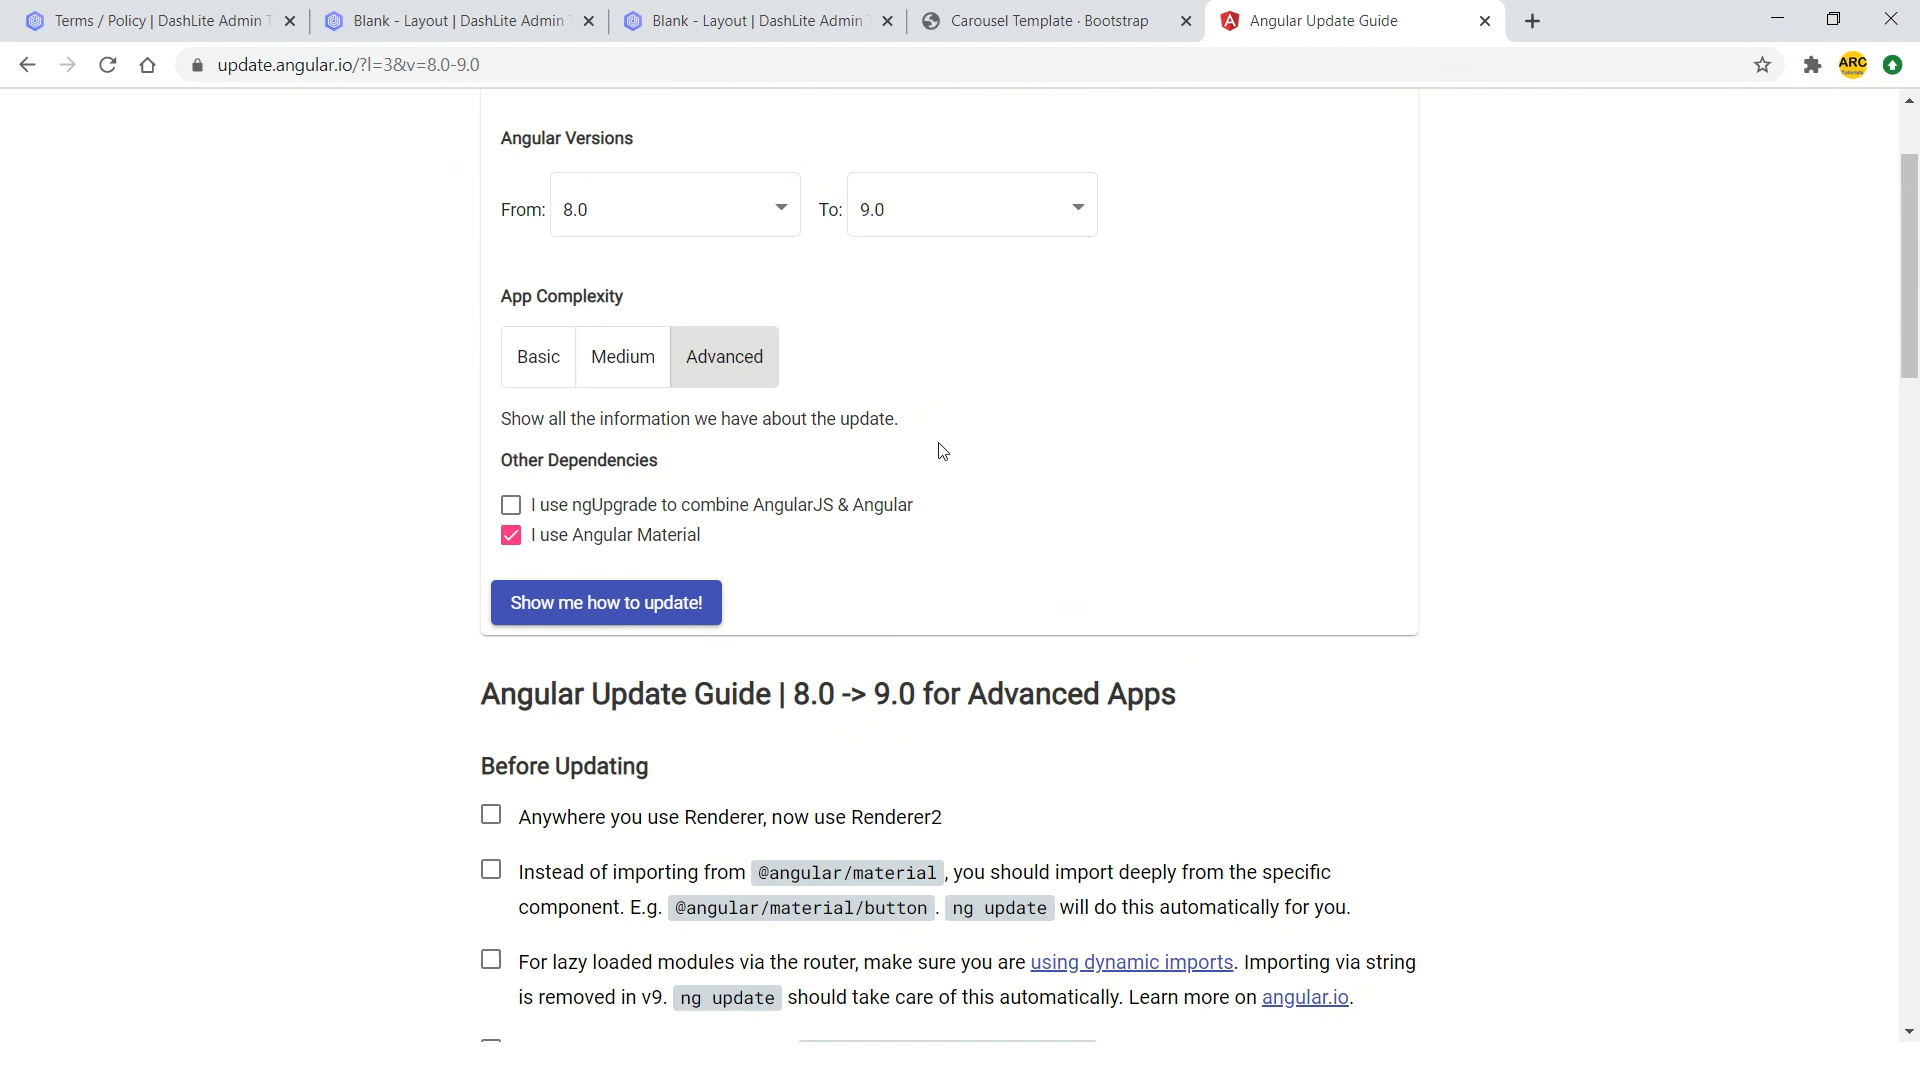 Terms / Policy | DashLite Admin T
Blank - Layout | DashLite Admin
Blank - Layout | DashLite Admin
Carousel Template · Bootstrap
Angular Update Guide
update.angular.io/?l=3&v=8.0-9.0
ARC
Tutorials
Angular Versions
From: 8.0 To: 9.0
App Complexity
Basic Medium Advanced
Show all the information we have about the update.
Other Dependencies
I use ngUpgrade to combine AngularJS & Angular
I use Angular Material
Show me how to update!
Angular Update Guide | 8.0 -> 9.0 for Advanced Apps
Before Updating
Anywhere you use Renderer, now use Renderer2
Instead of importing from @angular/material, you should import deeply from the specific
component. E.g. @angular/material/button. ng update will do this automatically for you.
For lazy loaded modules via the router, make sure you are using dynamic imports. Importing via string
is removed in v9. ng update should take care of this automatically. Learn more on angular.io.